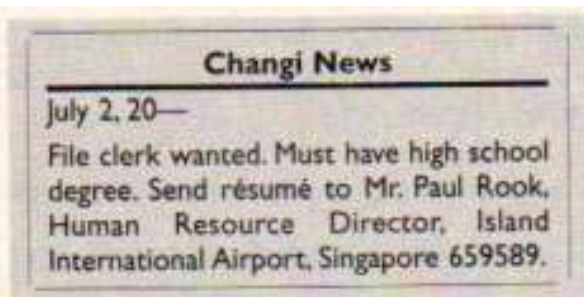 Changi News
July 2, 20—
File clerk wanted. Must have high school
degree. Send résumé to Mr. Paul Rook,
Human Resource Director, Island
International Airport, Singapore 659589.